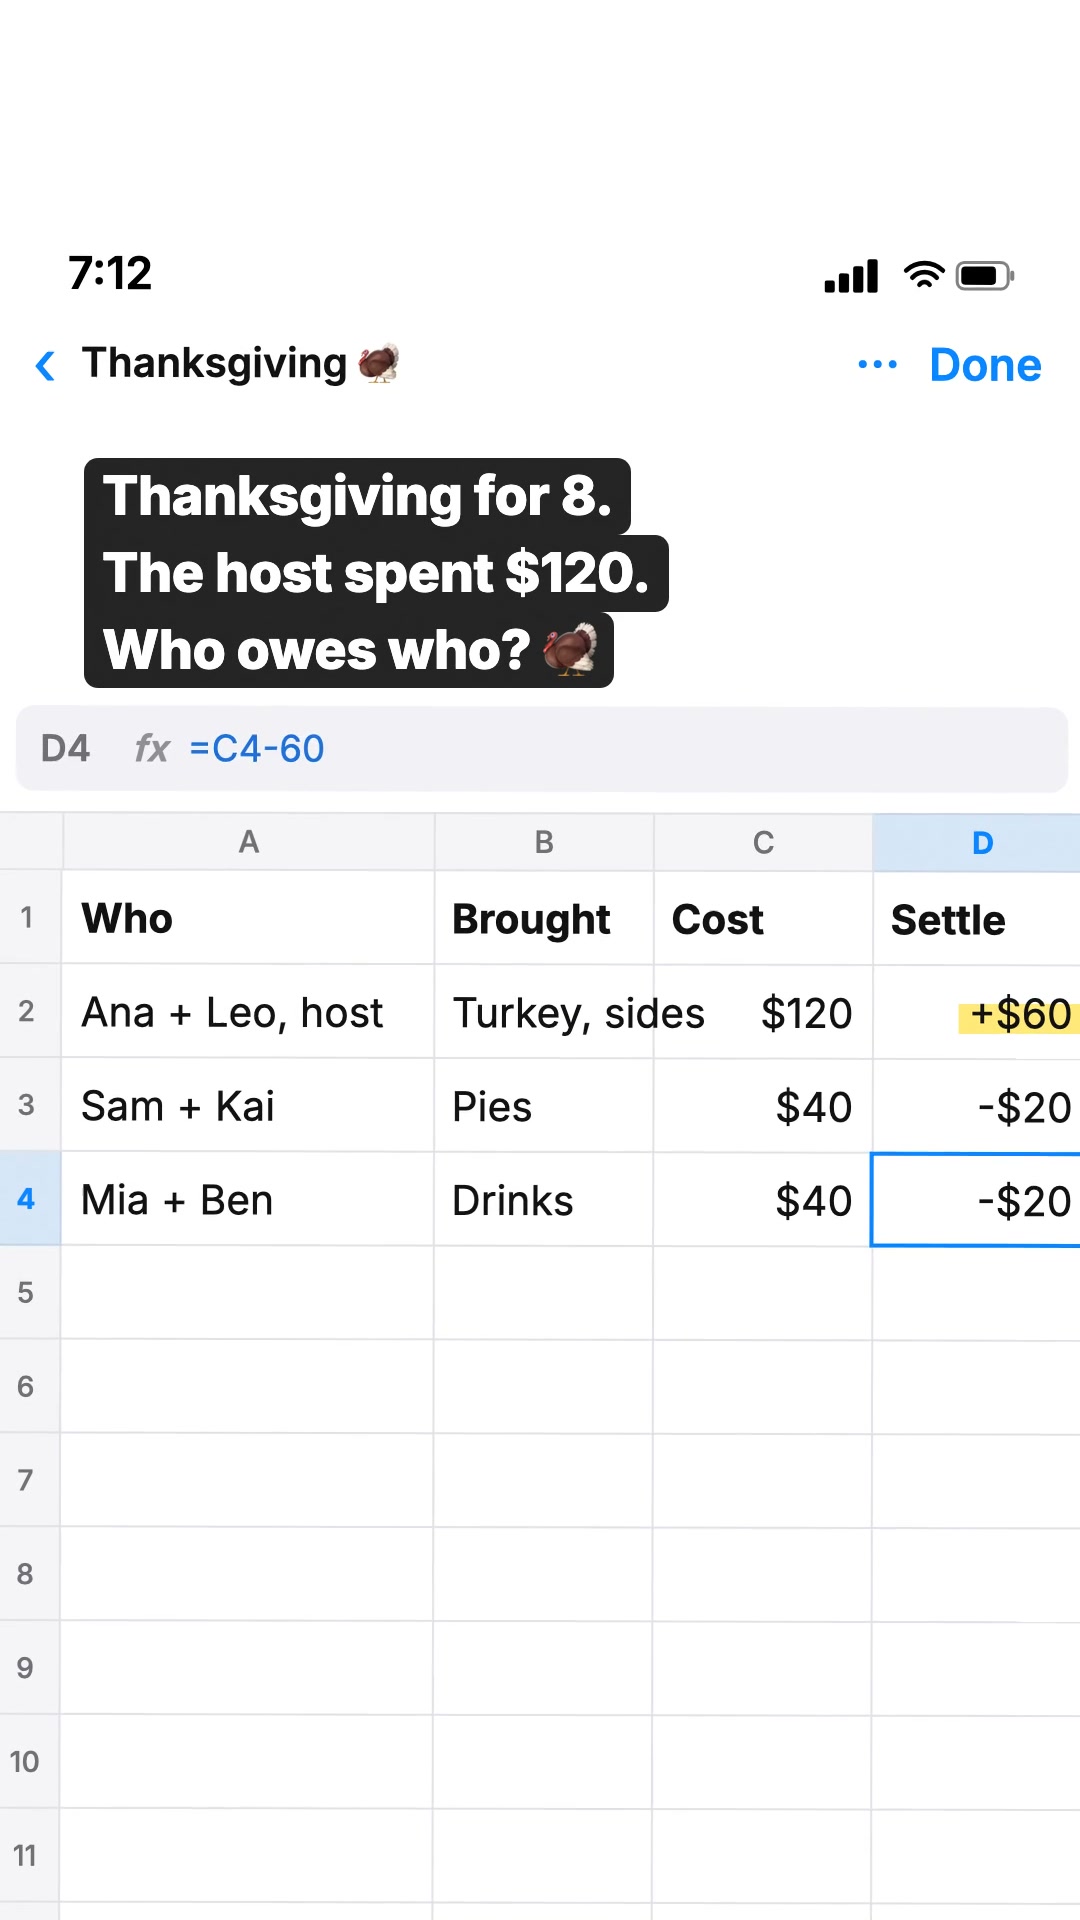 7:12
Thanksgiving 🦃
... Done
Thanksgiving for 8.
The host spent $120.
Who owes who? 🦃
D4 fx =C4-60
A B C D
1 Who Brought Cost Settle
2 Ana + Leo, host Turkey, sides $120 +$60
3 Sam + Kai Pies $40 -$20
4 Mia + Ben Drinks $40 -$20
5
6
7
8
9
10
11